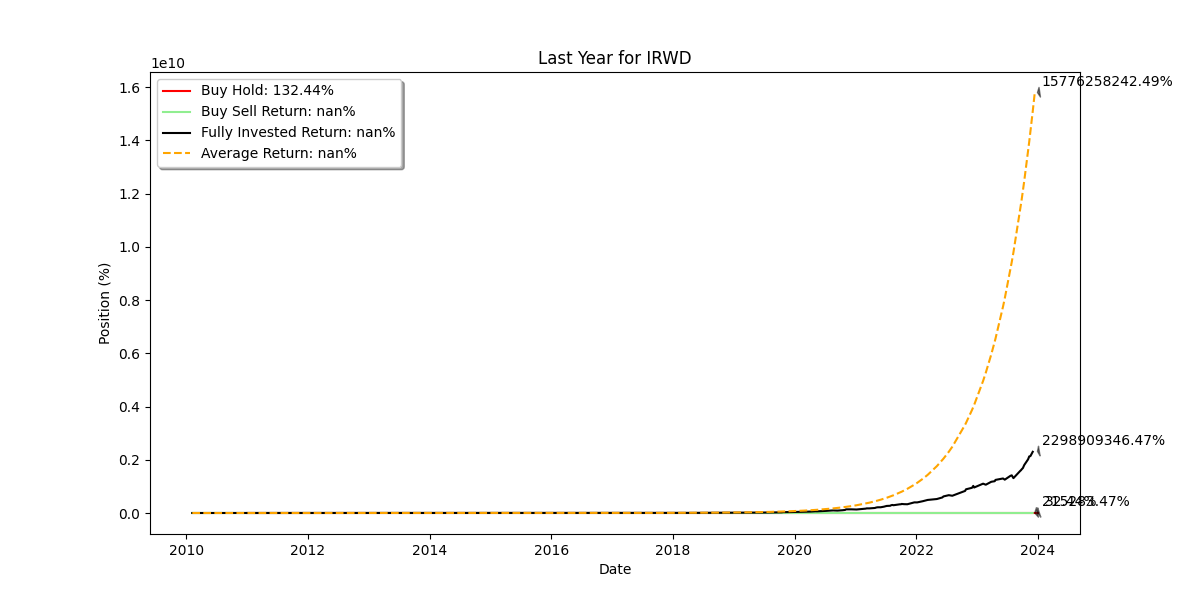 Last Year for IRWD
1e10
Buy Hold: 132.44%
Buy Sell Return: nan%
Fully Invested Return: nan%
Average Return: nan%
15776258242.49%
2298909346.47%
1.6
1.4
1.2
1.0
0.8
0.6
0.4
0.2
0.0
Position (%)
2010
2012
2014
2016
2018
2020
2022
2024
Date